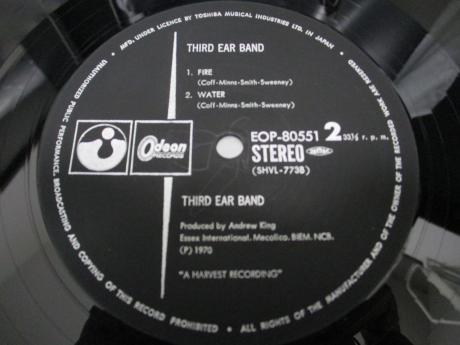 MFD. UNDER LICENCE BY TOSHIBA MUSICAL INDUSTRIES LTD. IN JAPAN •
THIRD EAR BAND
1. FIRE
(Coff-Minns-Smith-Sweeney)
2. WATER
(Coff-Minns-Smith-Sweeney)
Odeon
RECORDS
EOP-80551 2 33⅓ r. p. m.
STEREO
(SHVL-773B)
THIRD EAR BAND
Produced by Andrew King
Essex International. Mecolico. BIEM. NCB.
(P) 1970
"A HARVEST RECORDING"
UNAUTHORIZED PUBLIC PERFORMANCE, BROADCASTING AND COPYING OF THIS RECORD PROHIBITED • ALL RIGHTS OF THE MANUFACTURER AND OF THE OWNER OF THE RECORDED WORK ARE RESERVED